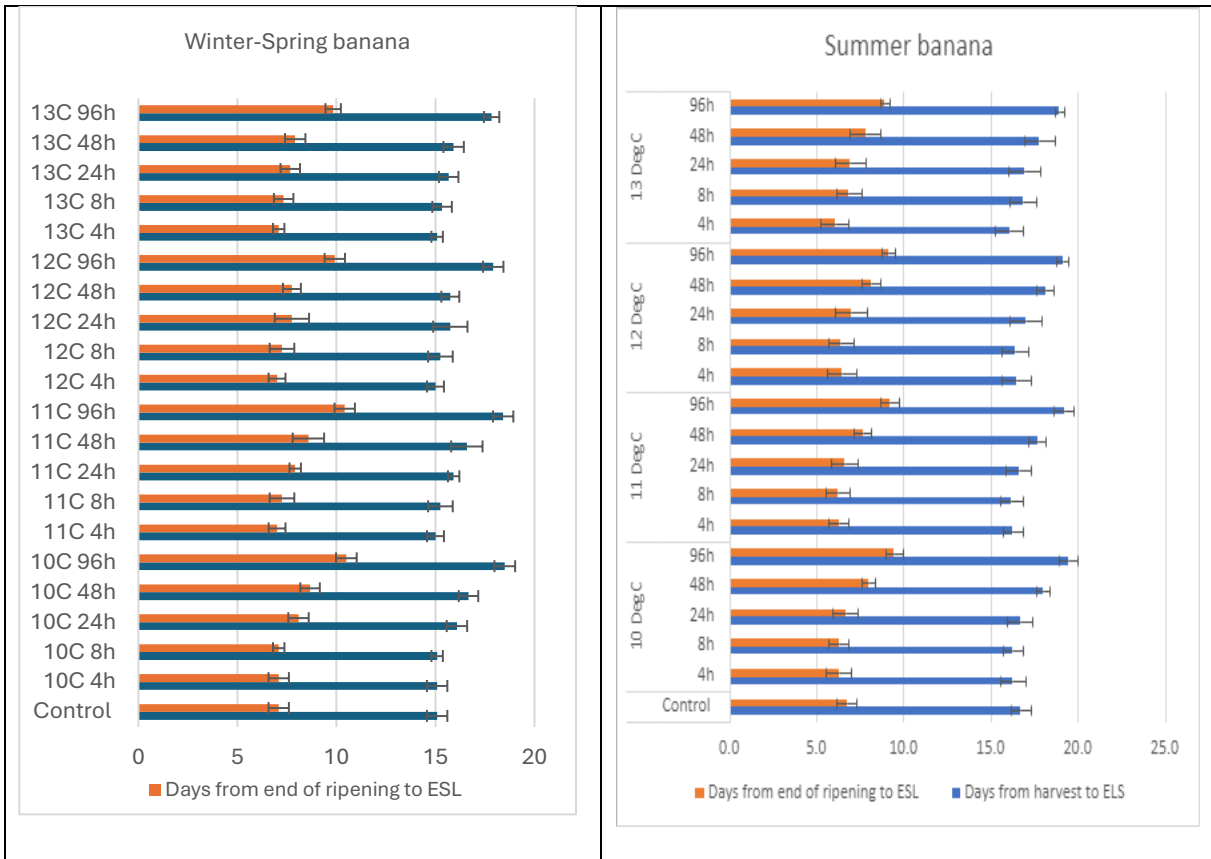 Winter-Spring banana
13C 96h
13C 48h
13C 24h
13C 8h
13C 4h
12C 96h
12C 48h
12C 24h
12C 8h
12C 4h
11C 96h
11C 48h
11C 24h
11C 8h
11C 4h
10C 96h
10C 48h
10C 24h
10C 8h
10C 4h
Control
0 5 10 15 20
Days from end of ripening to ESL
Summer banana
13 Deg C
96h
48h
24h
8h
4h
12 Deg C
96h
48h
24h
8h
4h
11 Deg C
96h
48h
24h
8h
4h
10 Deg C
96h
48h
24h
8h
4h
Control
0.0 5.0 10.0 15.0 20.0 25.0
Days from end of ripening to ESL Days from harvest to ELS